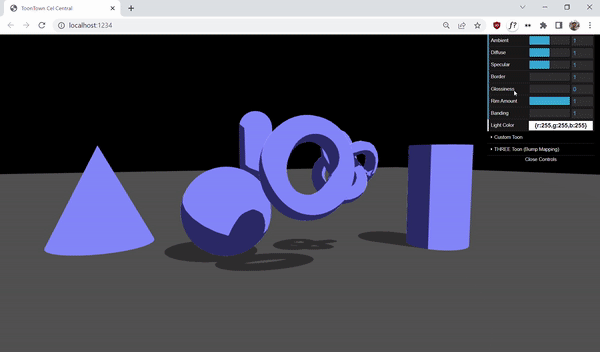 ToonTown Cel-Central
localhost:1234
f?
Ambient 1
Diffuse 1
Specular 1
Border 1
Glossiness 0
Rim Amount 1
Banding 1
Light Color {r:255,g:255,b:255}
Custom Toon
THREE Toon (Bump Mapping)
Close Controls